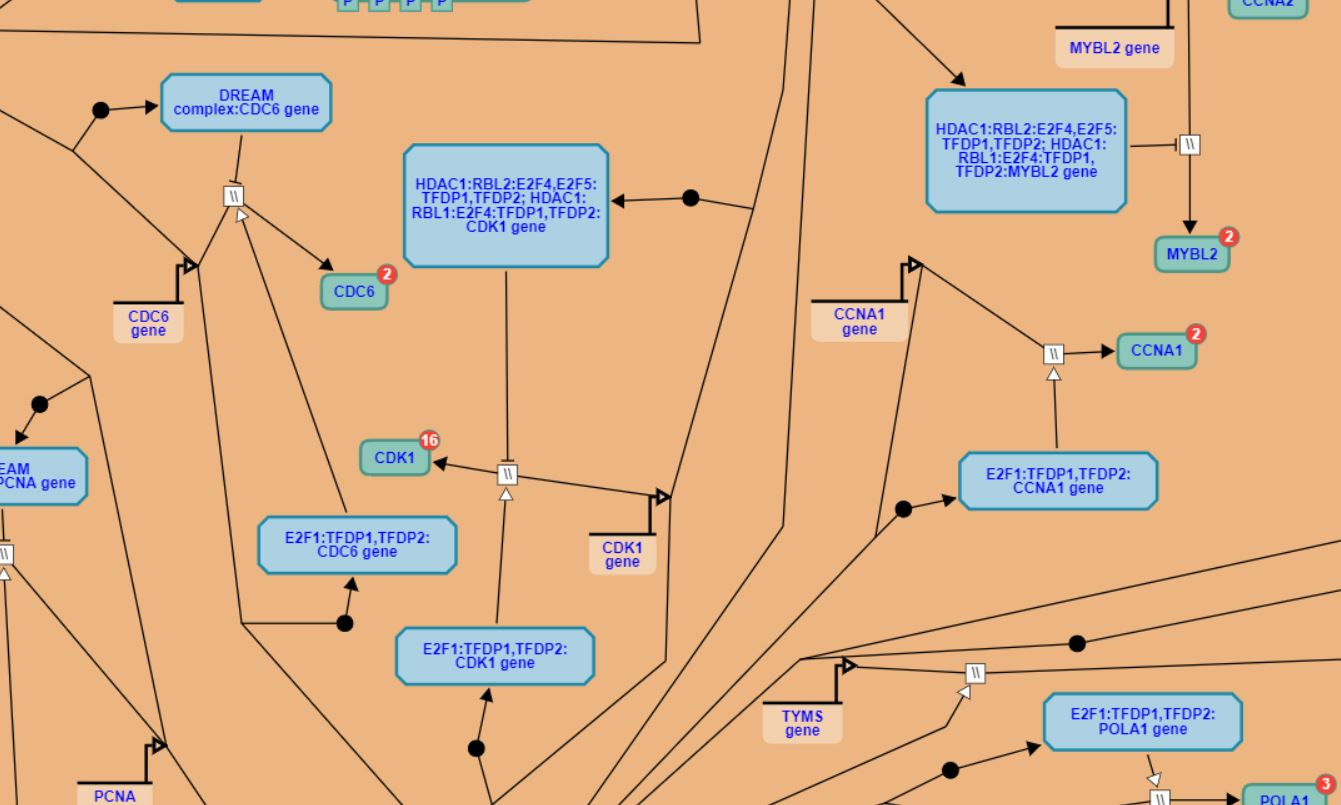 P P P P
CCNA2
MYBL2 gene
DREAM
complex:CDC6 gene
HDAC1:RBL2:E2F4,E2F5:
TFDP1,TFDP2; HDAC1:
RBL1:E2F4:TFDP1,
TFDP2:MYBL2 gene
\\
HDAC1:RBL2:E2F4,E2F5:
TFDP1,TFDP2; HDAC1:
RBL1:E2F4:TFDP1,TFDP2:
CDK1 gene
\\
2
MYBL2
2
CDC6
CDC6
gene
CCNA1
gene
2
CCNA1
\\
16
CDK1
\\
EAM
PCNA gene
E2F1:TFDP1,TFDP2:
CCNA1 gene
E2F1:TFDP1,TFDP2:
CDC6 gene
CDK1
gene
\\
E2F1:TFDP1,TFDP2:
CDK1 gene
\\
TYMS
gene
E2F1:TFDP1,TFDP2:
POLA1 gene
PCNA
3
POLA1
\\